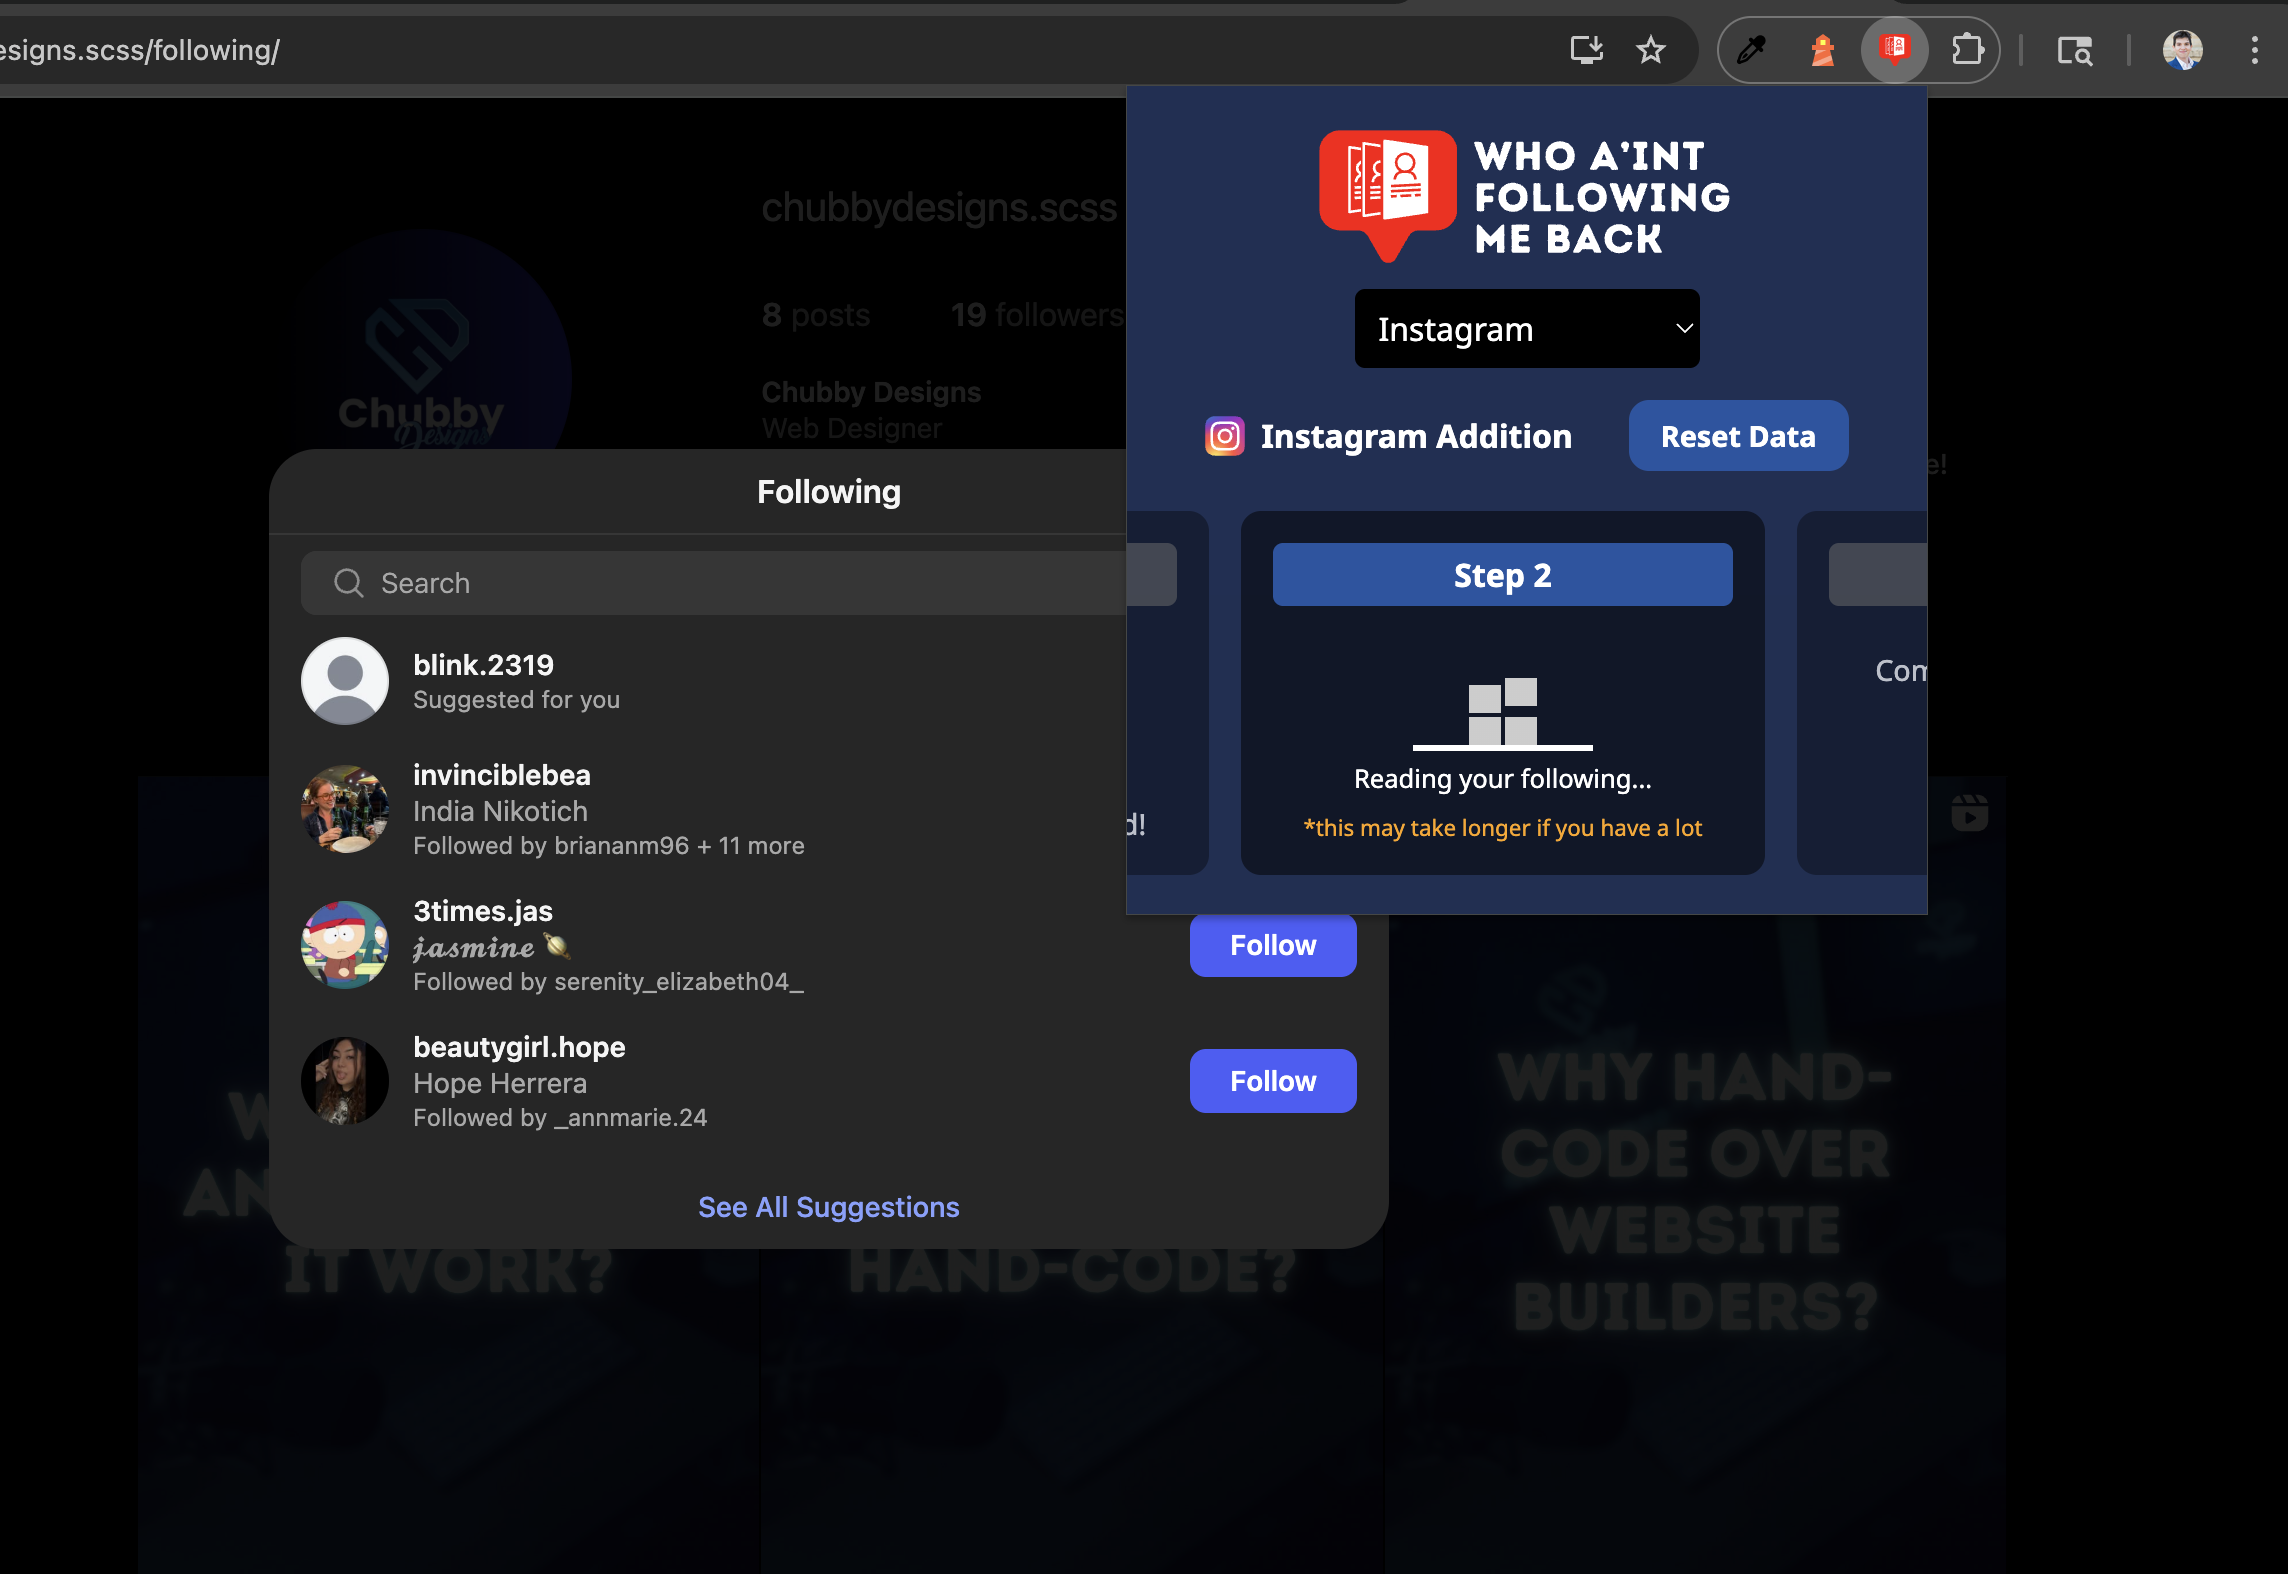 esigns.scss/following/
WHO A'INT
FOLLOWING
ME BACK
Instagram
Instagram Addition
Reset Data
Step 2
Reading your following...
*this may take longer if you have a lot
Com
d!
e!
chubbydesigns.scss
8 posts 19 followers
Chubby Designs
Web Designer
Chubby
Designs
Following
Search
blink.2319
Suggested for you
invinciblebea
India Nikotich
Followed by briananm96 + 11 more
3times.jas
𝓳𝓪𝓼𝓶𝓲𝓷𝓮 🪐
Followed by serenity_elizabeth04_
Follow
beautygirl.hope
Hope Herrera
Followed by _annmarie.24
Follow
See All Suggestions
W
AN
IT WORK?
HAND-CODE?
WHY HAND-
CODE OVER
WEBSITE
BUILDERS?